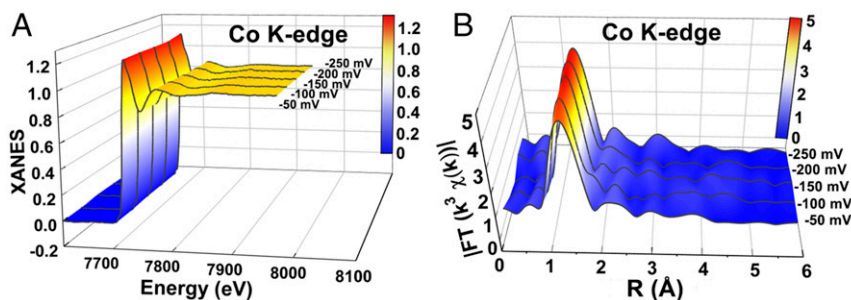 A
Co K-edge
1.2
1.0
0.8
0.6
0.4
0.2
0
XANES
1.2
1.0
0.8
0.6
0.4
0.2
0.0
-0.2
-250 mV
-200 mV
-150 mV
-100 mV
-50 mV
7700
7800
7900
8000
8100
Energy (eV)
B
Co K-edge
5
4
3
2
1
0
|FT (k³ χ(k))|
5
4
3
2
1
0
-250 mV
-200 mV
-150 mV
-100 mV
-50 mV
0
1
2
3
4
5
6
R (Å)